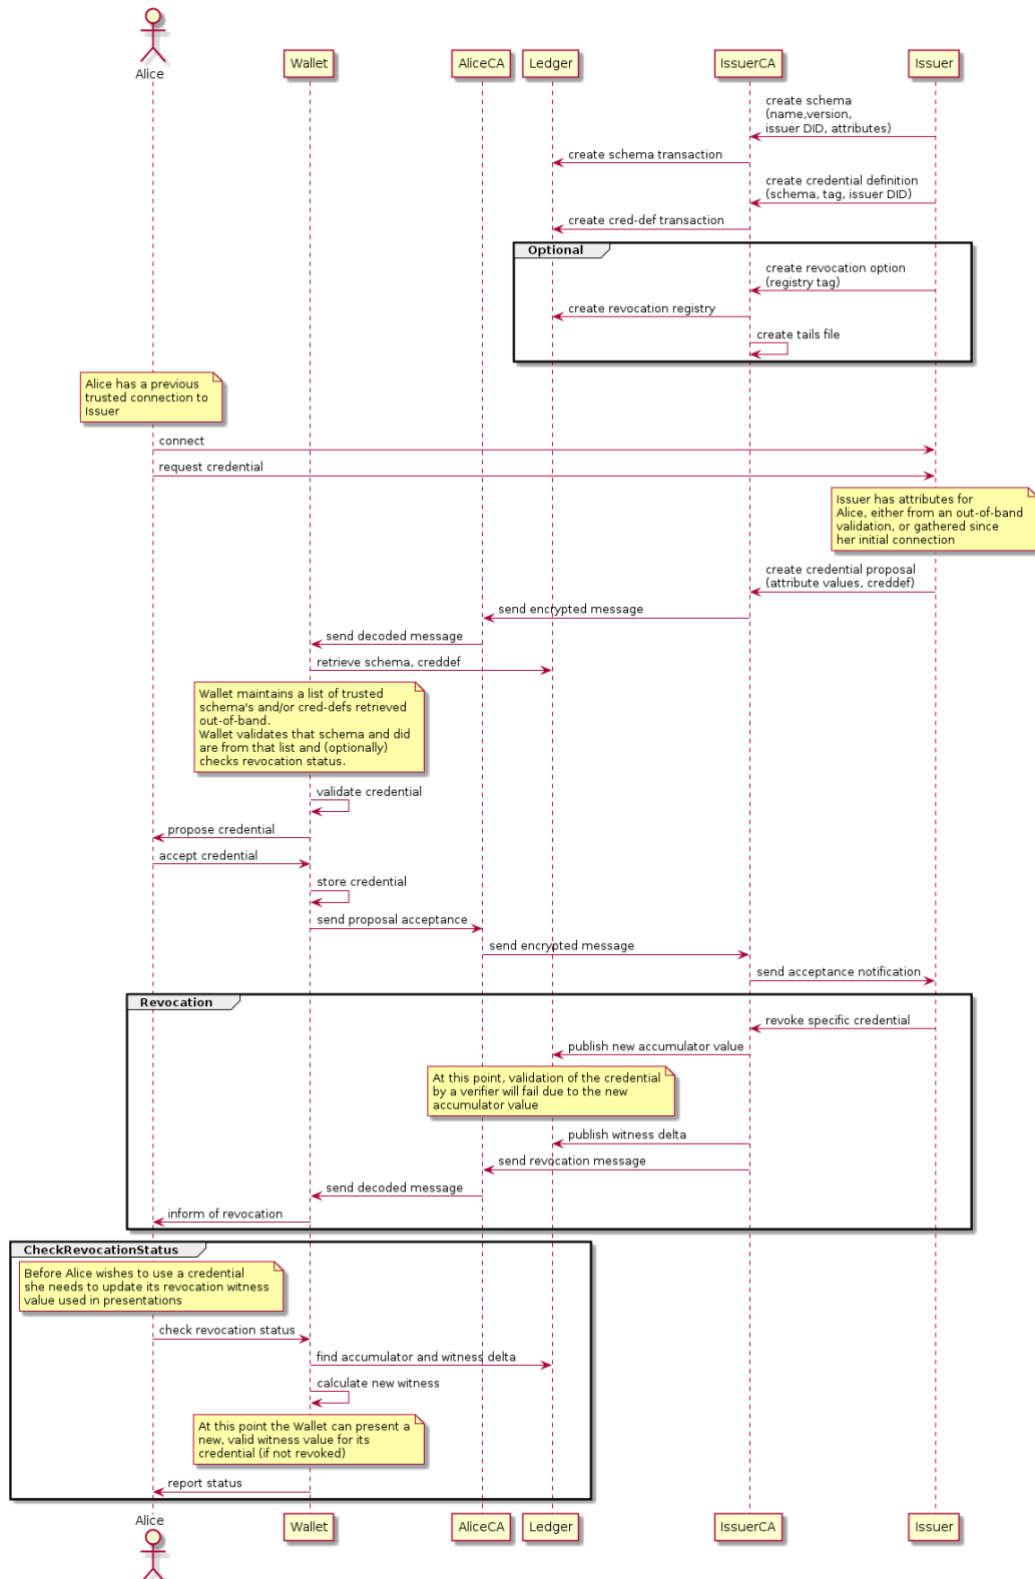 Alice
Wallet
AliceCA
Ledger
IssuerCA
Issuer
create schema
(name,version,
issuer DID, attributes)
create schema transaction
create credential definition
(schema, tag, issuer DID)
create cred-def transaction
Optional
create revocation option
(registry tag)
create revocation registry
create tails file
Alice has a previous
trusted connection to
Issuer
connect
request credential
Issuer has attributes for
Alice, either from an out-of-band
validation, or gathered since
her initial connection
create credential proposal
(attribute values, creddef)
send encrypted message
send decoded message
retrieve schema, creddef
Wallet maintains a list of trusted
schema's and/or cred-defs retrieved
out-of-band.
Wallet validates that schema and did
are from that list and (optionally)
checks revocation status.
validate credential
propose credential
accept credential
store credential
send proposal acceptance
send encrypted message
send acceptance notification
Revocation
revoke specific credential
publish new accumulator value
At this point, validation of the credential
by a verifier will fail due to the new
accumulator value
publish witness delta
send revocation message
send decoded message
inform of revocation
CheckRevocationStatus
Before Alice wishes to use a credential
she needs to update its revocation witness
value used in presentations
check revocation status
find accumulator and witness delta
calculate new witness
At this point the Wallet can present a
new, valid witness value for its
credential (if not revoked)
report status
Alice
Wallet
AliceCA
Ledger
IssuerCA
Issuer